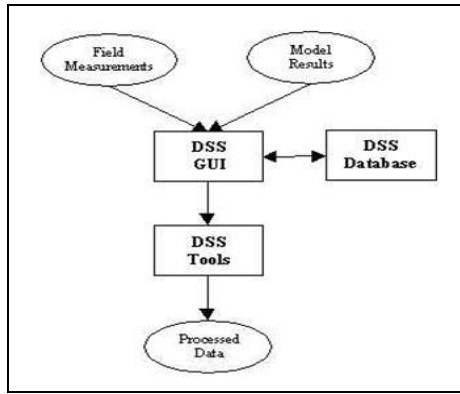 Field
Measurements
Model
Results
DSS
GUI
DSS
Database
DSS
Tools
Processed
Data